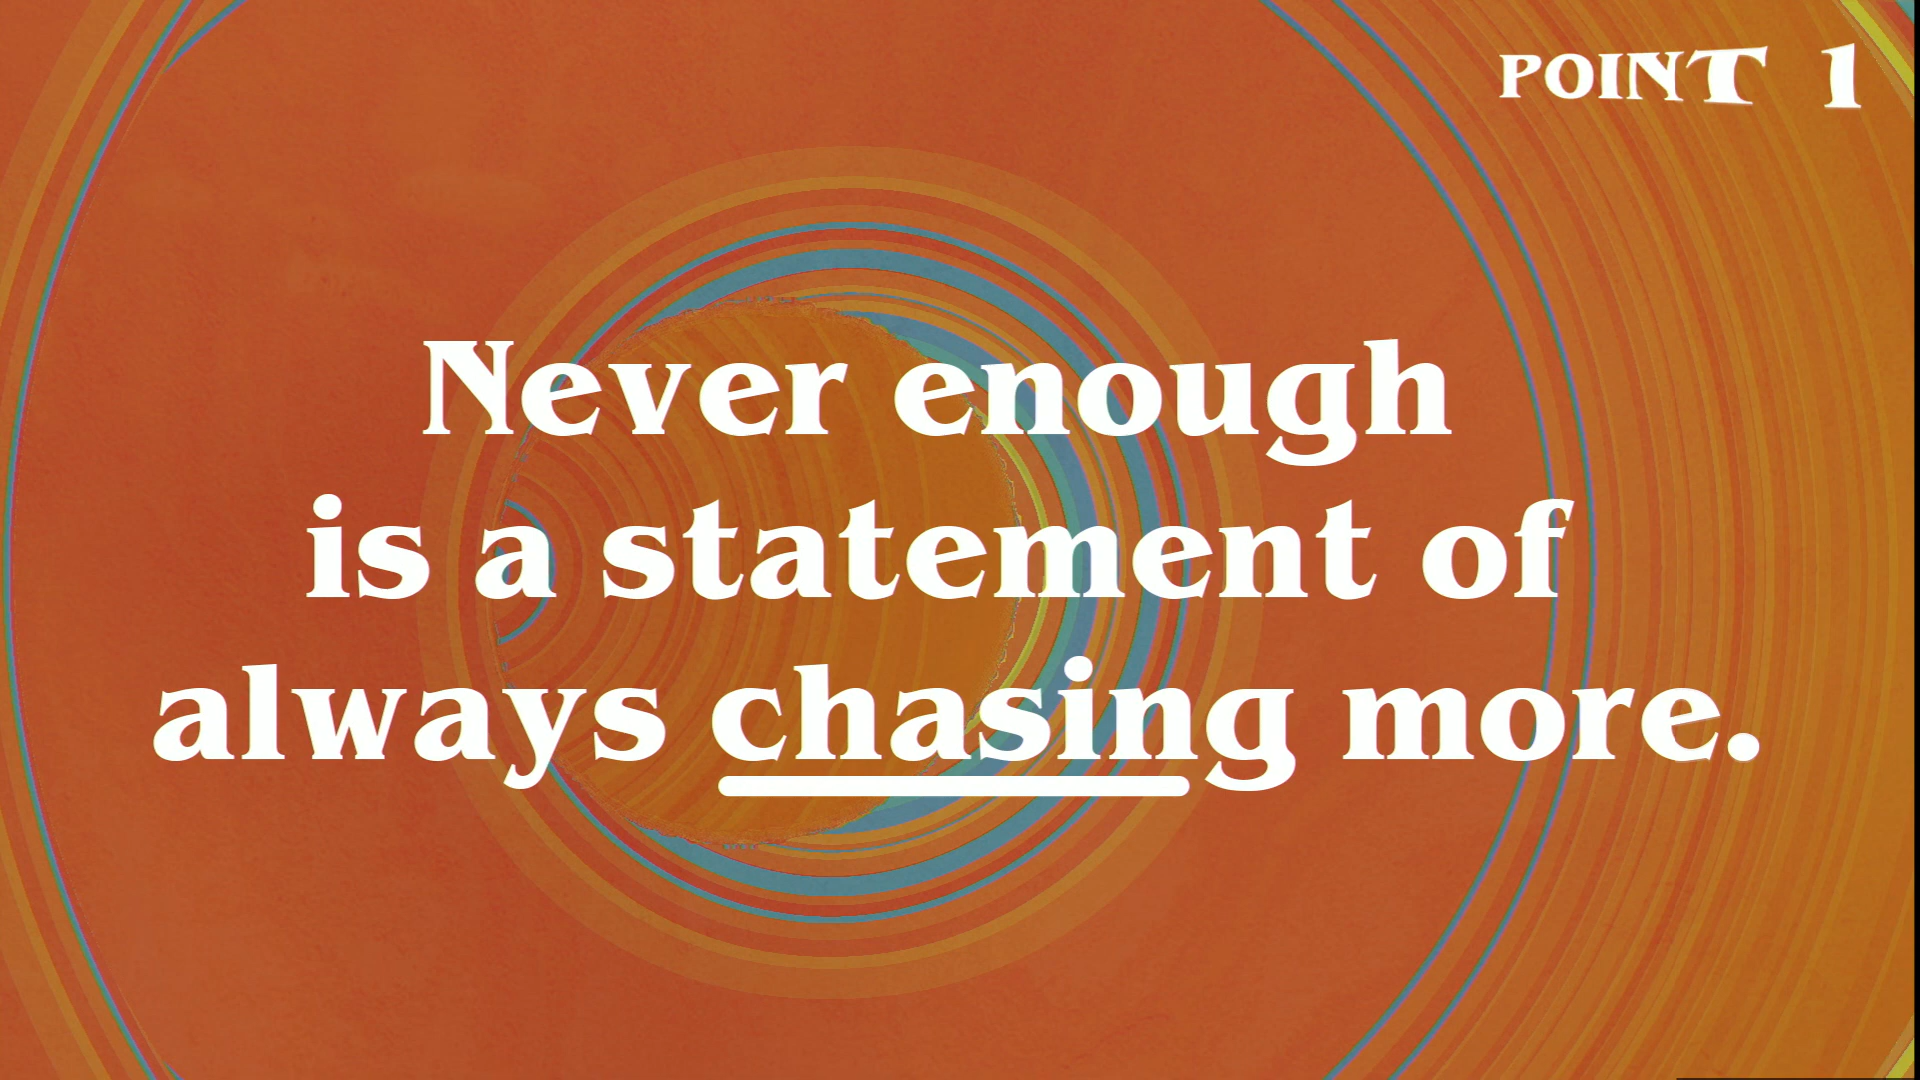 POINT 1
Never enough
is a statement of
always chasing more.